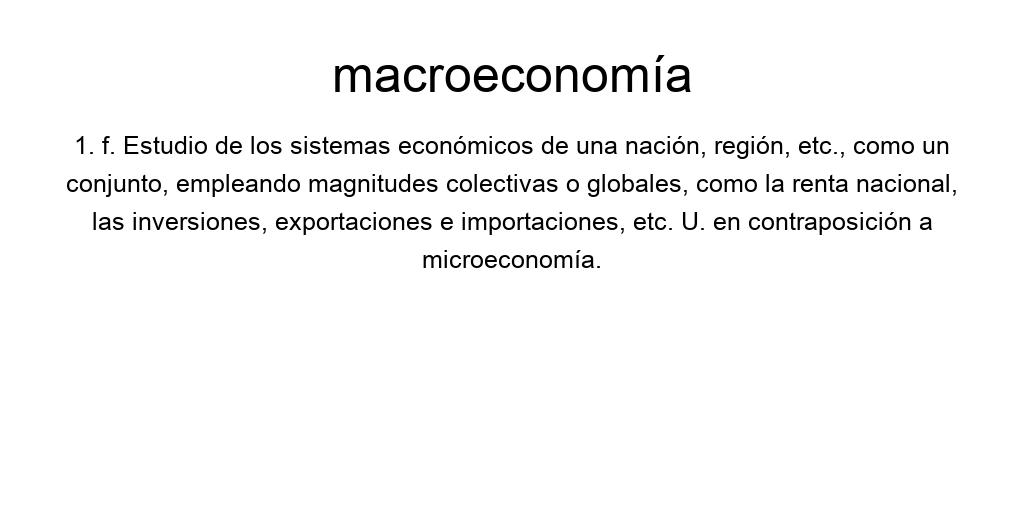 macroeconomía
1. f. Estudio de los sistemas económicos de una nación, región, etc., como un
conjunto, empleando magnitudes colectivas o globales, como la renta nacional,
las inversiones, exportaciones e importaciones, etc. U. en contraposición a
microeconomía.